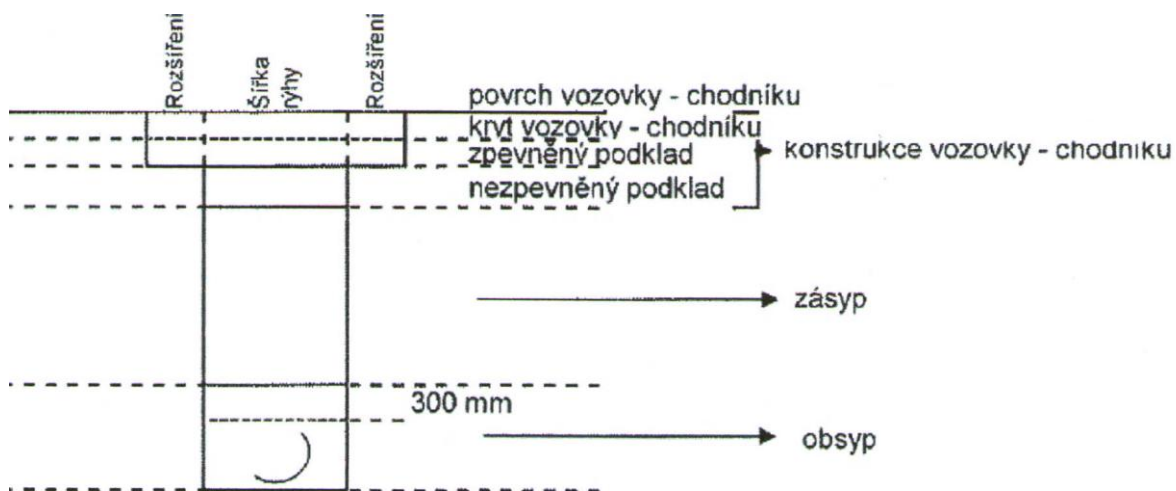 Rozšíření
Šířka
rýhy
Rozšíření
povrch vozovky - chodníku
kryt vozovky - chodníku
zpevněný podklad
konstrukce vozovky - chodníku
nezpevněný podklad
zásyp
300 mm
obsyp